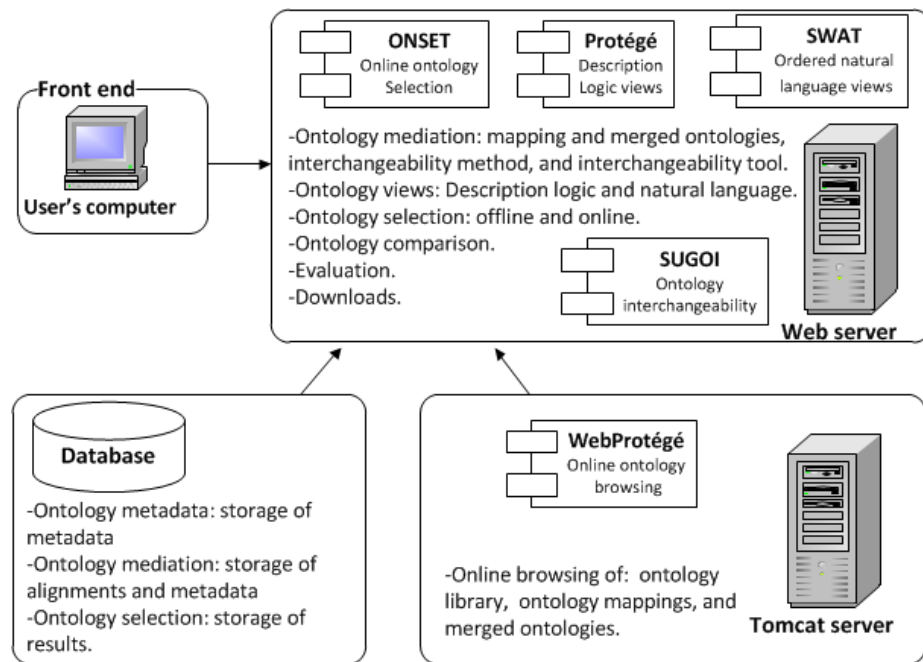 Front end
User's computer
ONSET
Online ontology
Selection
Protégé
Description
Logic views
SWAT
Ordered natural
language views
-Ontology mediation: mapping and merged ontologies,
interchangeability method, and interchangeability tool.
-Ontology views: Description logic and natural language.
-Ontology selection: offline and online.
-Ontology comparison.
-Evaluation.
-Downloads.
SUGOI
Ontology
interchangeability
Web server
Database
-Ontology metadata: storage of
metadata
-Ontology mediation: storage of
alignments and metadata
-Ontology selection: storage of
results.
WebProtégé
Online ontology
browsing
-Online browsing of: ontology
library, ontology mappings, and
merged ontologies.
Tomcat server